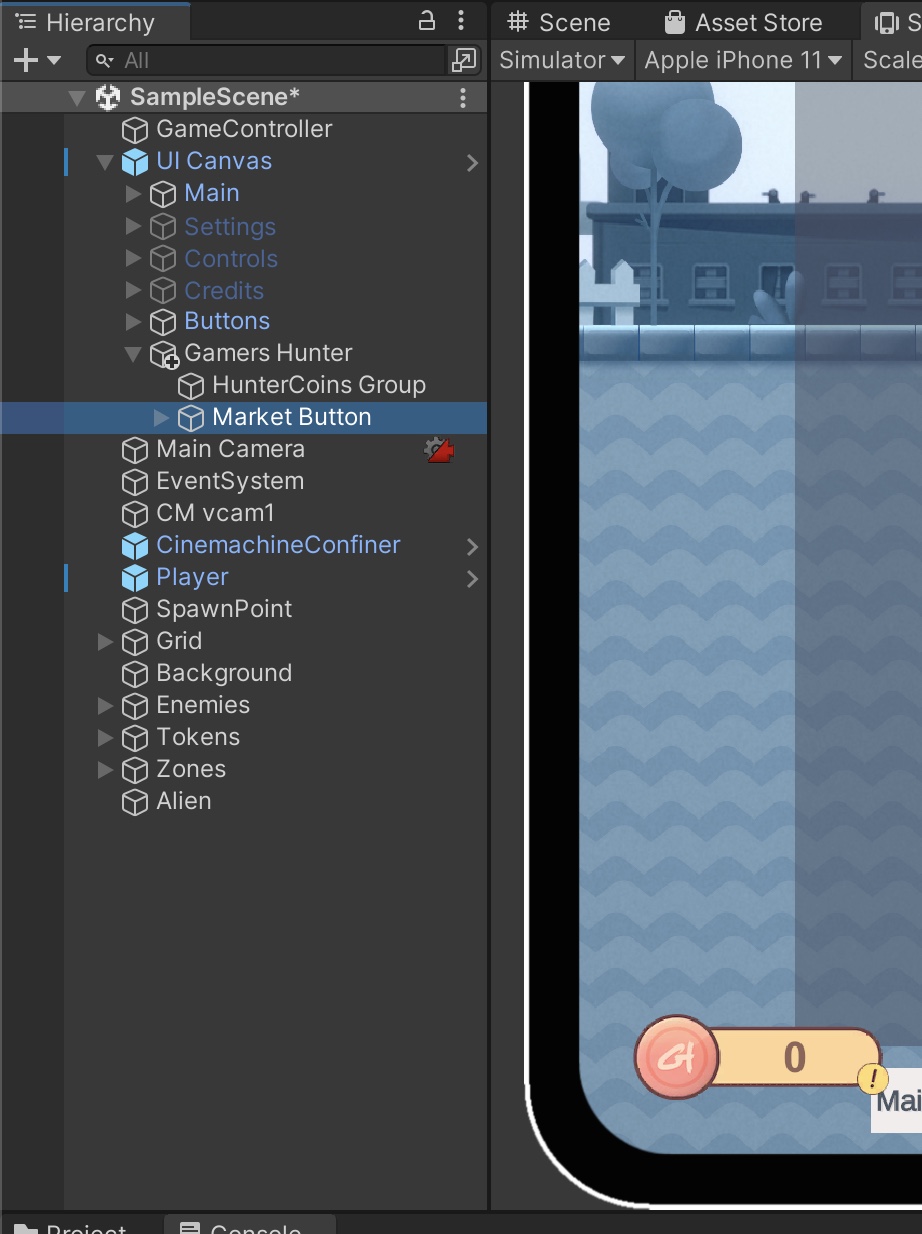 Hierarchy
All
SampleScene*
GameController
UI Canvas
Main
Settings
Controls
Credits
Buttons
Gamers Hunter
HunterCoins Group
Market Button
Main Camera
EventSystem
CM vcam1
CinemachineConfiner
Player
SpawnPoint
Grid
Background
Enemies
Tokens
Zones
Alien
Scene
Asset Store
S
Simulator
Apple iPhone 11
Scale
GH
0
!
Mai
Project
Console